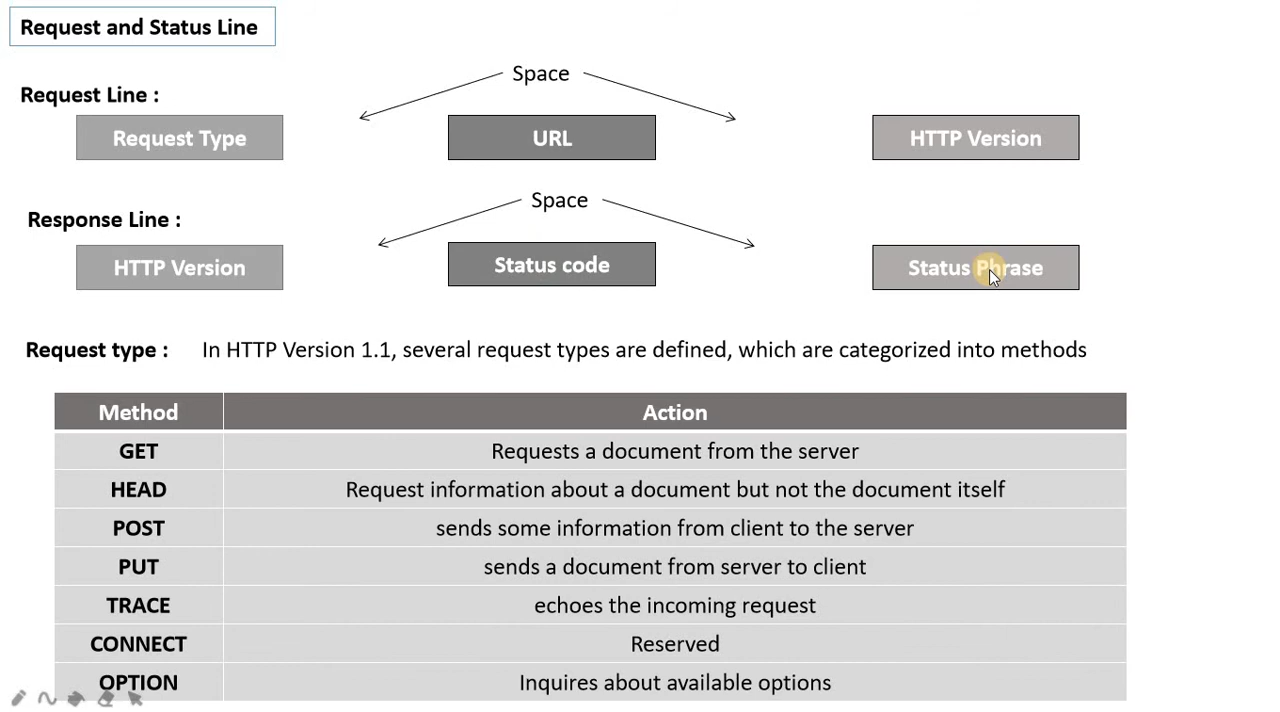 Request and Status Line
Space
Request Line :
Request Type URL HTTP Version
Space
Response Line :
HTTP Version Status code Status Phrase
Request type : In HTTP Version 1.1, several request types are defined, which are categorized into methods
Method Action
GET Requests a document from the server
HEAD Request information about a document but not the document itself
POST sends some information from client to the server
PUT sends a document from server to client
TRACE echoes the incoming request
CONNECT Reserved
OPTION Inquires about available options